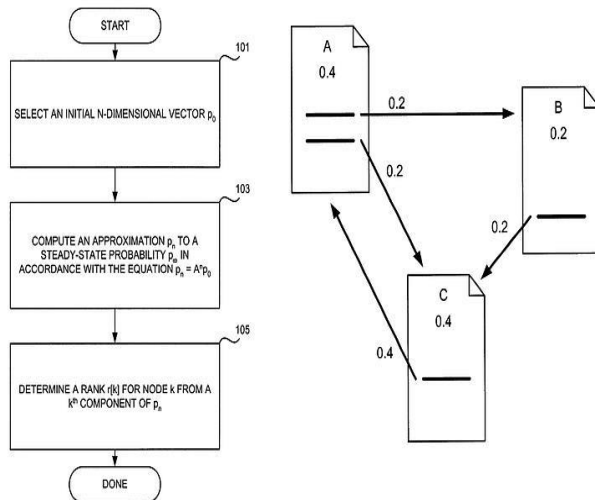 START
101
SELECT AN INITIAL N-DIMENSIONAL VECTOR p₀
103
COMPUTE AN APPROXIMATION pₙ TO A
STEADY-STATE PROBABILITY p∞ IN
ACCORDANCE WITH THE EQUATION pₙ = Aⁿp₀
105
DETERMINE A RANK r[k] FOR NODE k FROM A
kᵗʰ COMPONENT OF pₙ
DONE
A
0.4
0.2
B
0.2
0.2
0.2
C
0.4
0.4